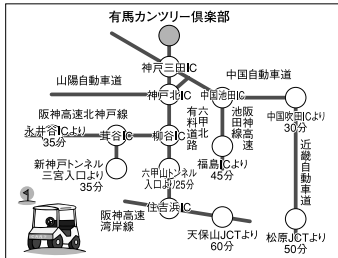 有馬カンツリー倶楽部
神戸三田IC
山陽自動車道
中国自動車道
神戸北IC
中国池田IC
中国吹田ICより
30分
阪神高速北神戸線
六甲北
有料道路
阪神高速
池田線
永井谷ICより
35分
箕谷IC
柳谷IC
福島ICより
45分
近畿自動車道
新神戸トンネル
三宮入口より
35分
六甲山トンネル
入口より25分
住吉浜IC
阪神高速
湾岸線
天保山JCTより
60分
松原JCTより
50分